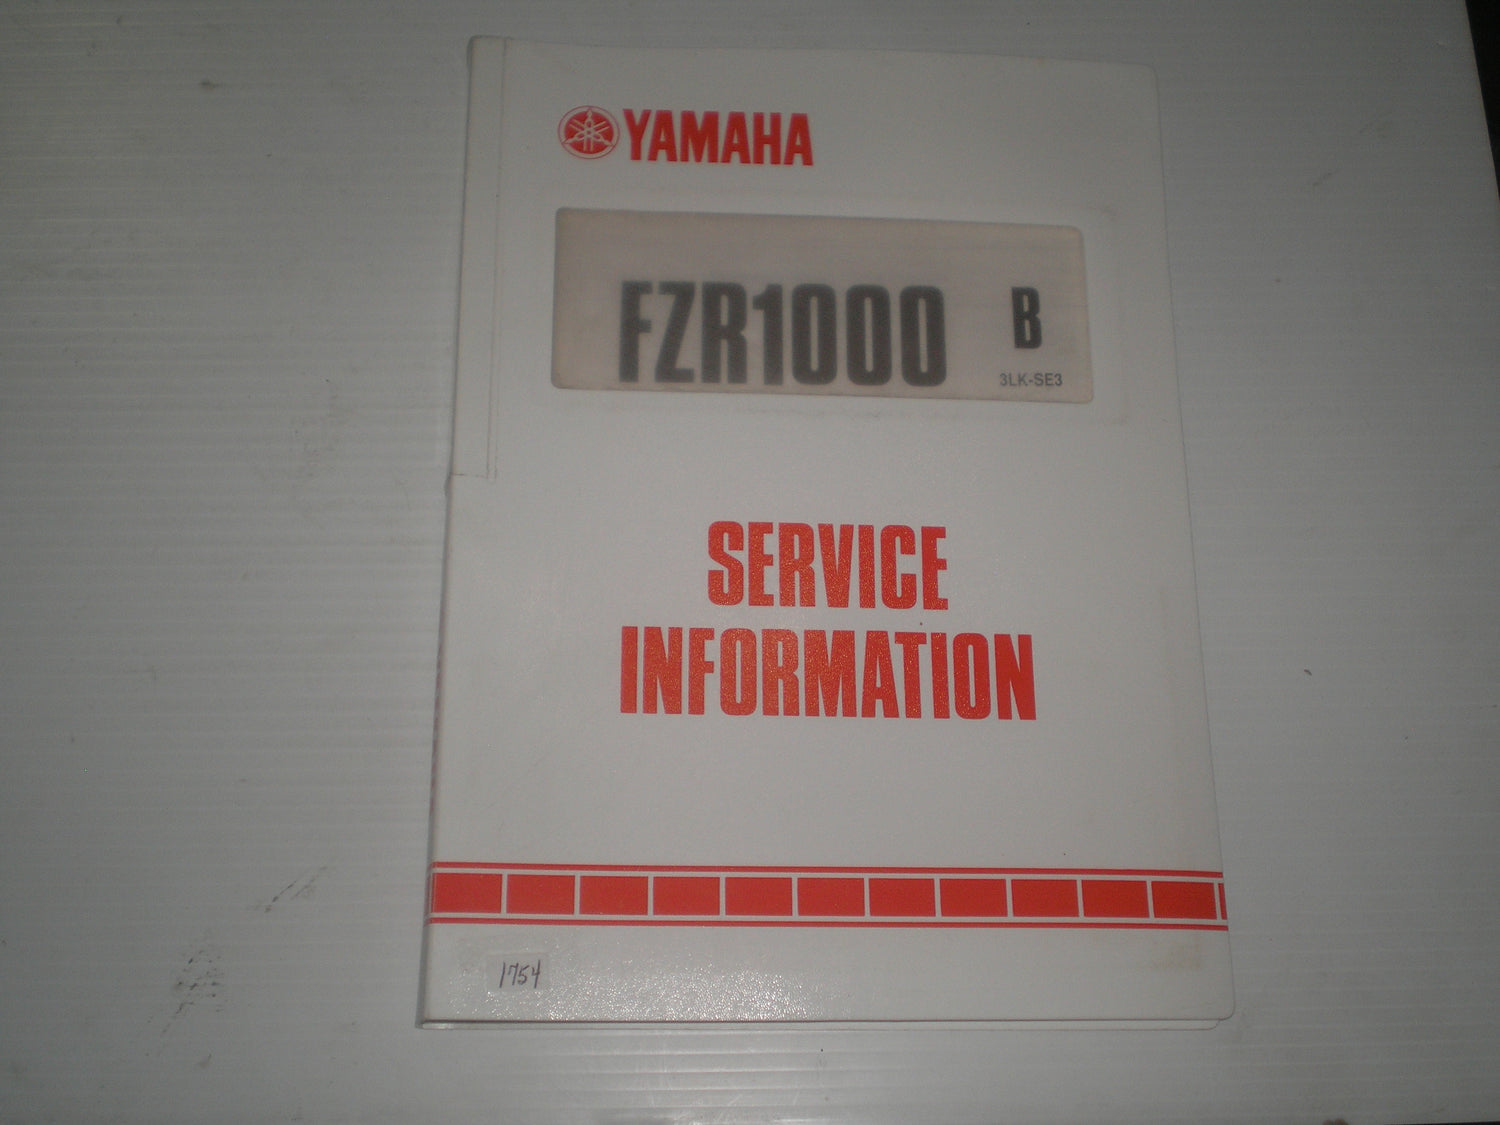 YAMAHA
FZR1000 B
3LK-SE3
SERVICE
INFORMATION
1754